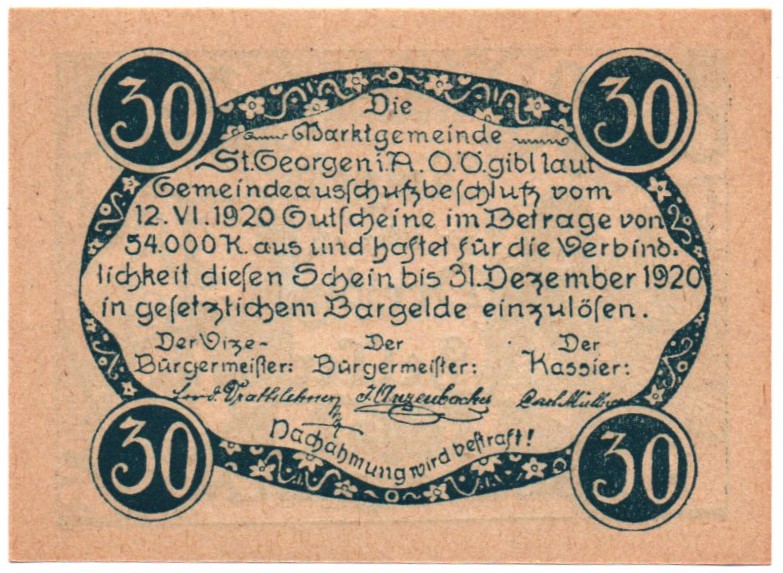 30 30
Die
Marktgemeinde
St. Georgen i. A. O.Ö. gibt laut
Gemeindeausschußbeschluß vom
12. VI. 1920 Gutscheine im Betrage von
54.000 K. aus und haftet für die Verbind-
lichkeit diesen Schein bis 31. Dezember 1920
in gesetzlichem Bargelde einzulösen.
Der Vize- Der Der
Bürgermeister: Bürgermeister: Kassier:
J. Anzenbacher
Nachahmung wird bestraft!
30 30